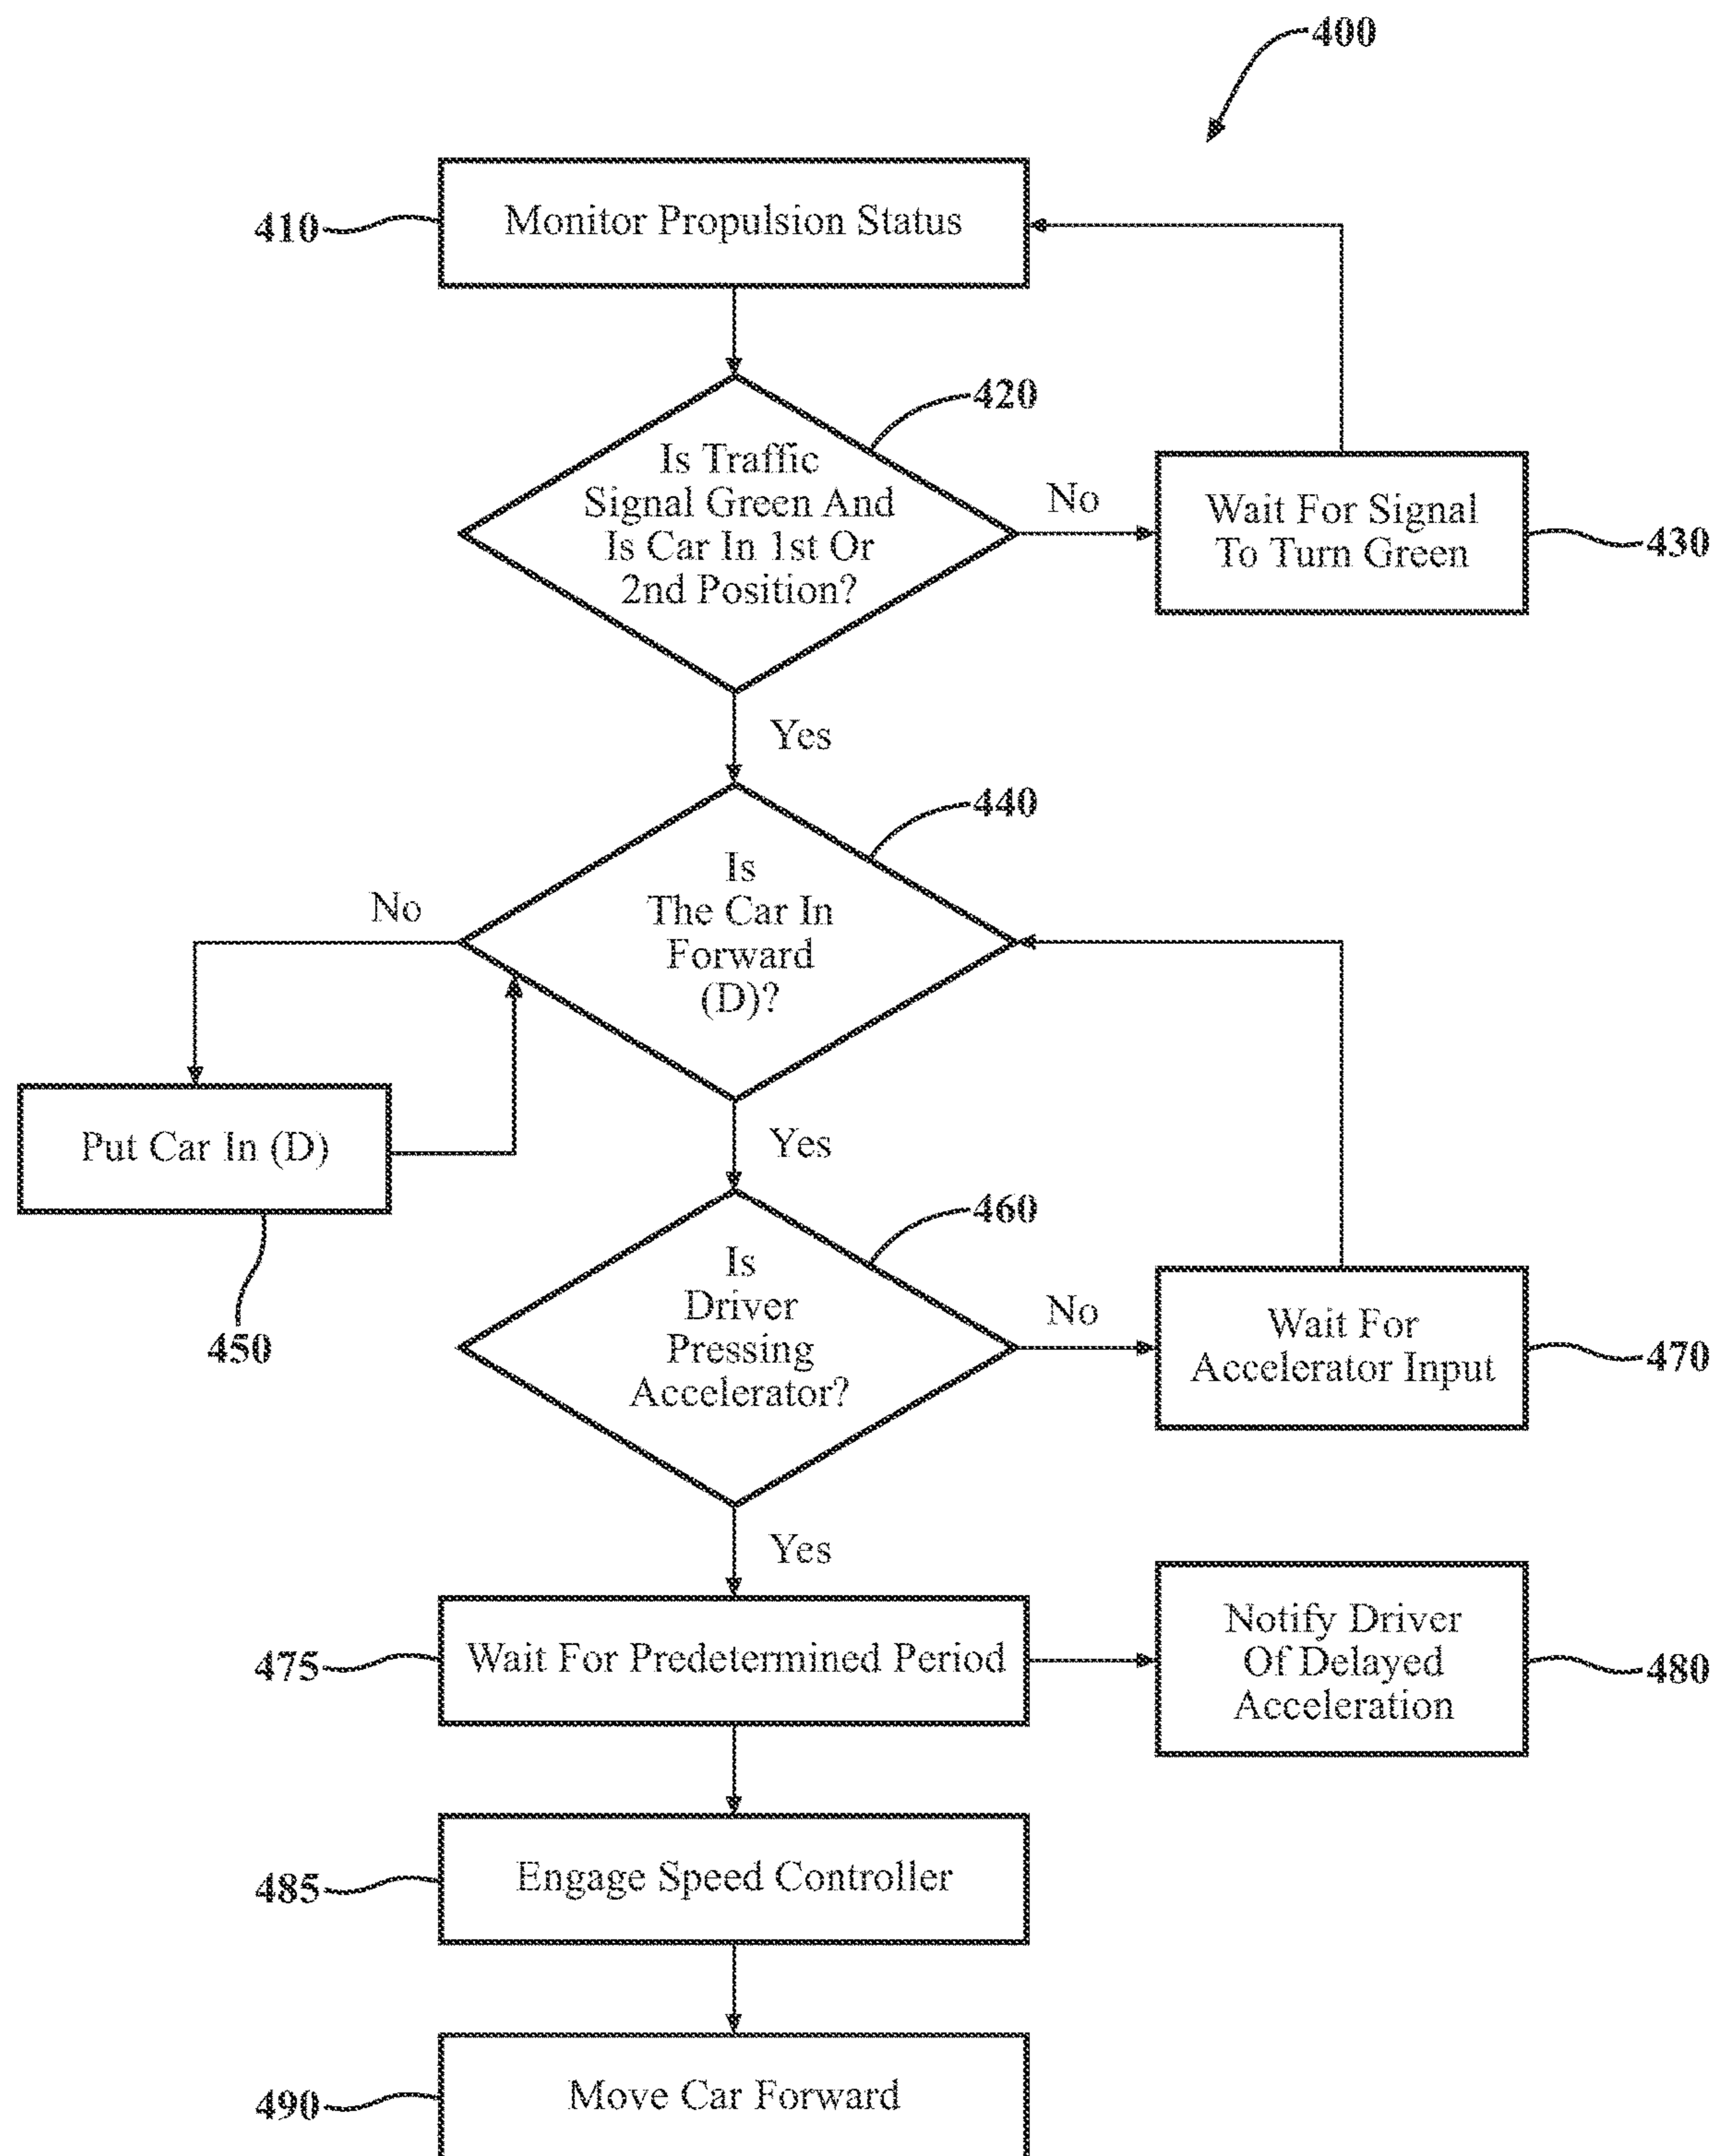 400
410
Monitor Propulsion Status
420
Is Traffic
Signal Green And
Is Car In 1st Or
2nd Position?
No
Wait For Signal
To Turn Green
430
Yes
440
Is
The Car In
Forward
(D)?
No
Put Car In (D)
450
Yes
460
Is
Driver
Pressing
Accelerator?
No
Wait For
Accelerator Input
470
Yes
475
Wait For Predetermined Period
Notify Driver
Of Delayed
Acceleration
480
485
Engage Speed Controller
490
Move Car Forward